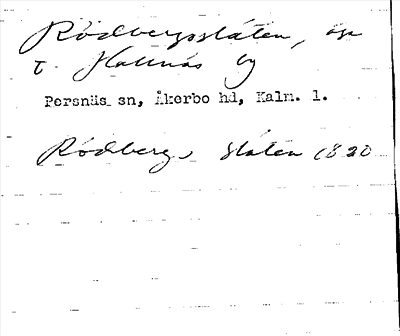 Rödbergsslåten, äga
t. Hallnäs by
Persnäs sn, Åkerbo hd, Kalm. l.
Rödbergs slåten 1820